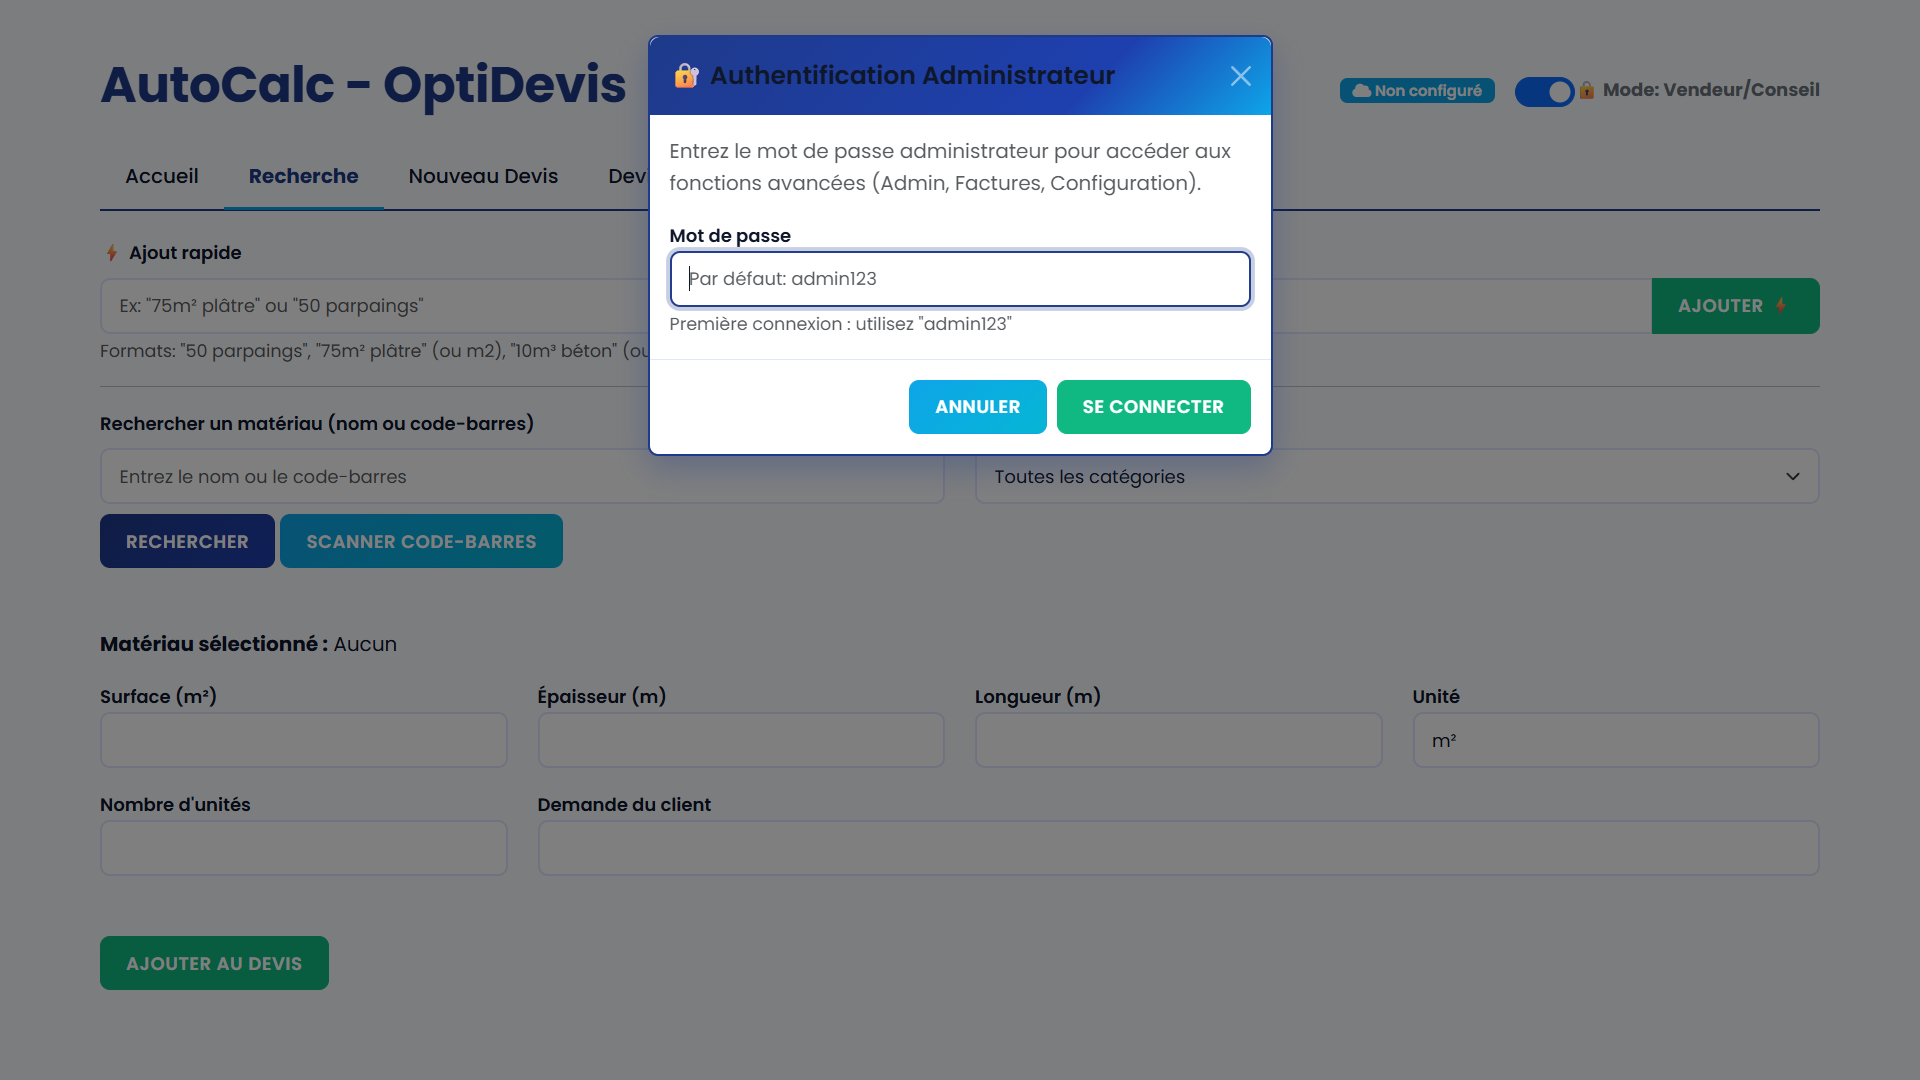 AutoCalc - OptiDevis
Non configuré
Mode: Vendeur/Conseil
Accueil
Recherche
Nouveau Devis
Dev
Authentification Administrateur
Entrez le mot de passe administrateur pour accéder aux
fonctions avancées (Admin, Factures, Configuration).
Mot de passe
Par défaut: admin123
Première connexion : utilisez "admin123"
ANNULER
SE CONNECTER
Ajout rapide
Ex: "75m² plâtre" ou "50 parpaings"
AJOUTER
Formats: "50 parpaings", "75m² plâtre" (ou m2), "10m³ béton" (ou
Rechercher un matériau (nom ou code-barres)
Entrez le nom ou le code-barres
Toutes les catégories
RECHERCHER
SCANNER CODE-BARRES
Matériau sélectionné : Aucun
Surface (m²)
Épaisseur (m)
Longueur (m)
Unité
m²
Nombre d'unités
Demande du client
AJOUTER AU DEVIS